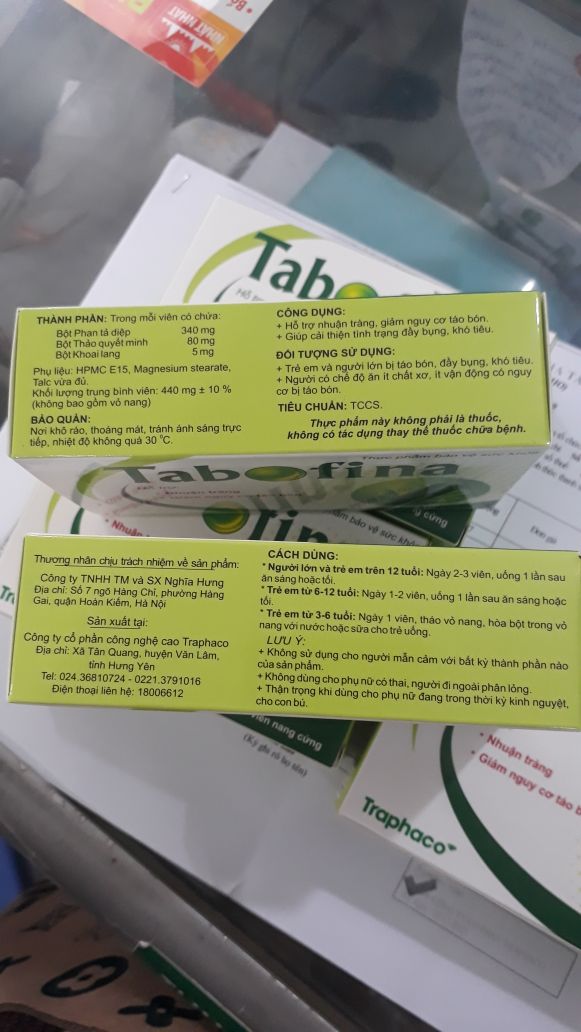 NHẤT NHẤT
Tab
THÀNH PHẦN: Trong mỗi viên có chứa:
Bột Phan tả diệp 340 mg
Bột Thảo quyết minh 80 mg
Bột Khoai lang 5 mg
Phụ liệu: HPMC E15, Magnesium stearate,
Talc vừa đủ.
Khối lượng trung bình viên: 440 mg ± 10 %
(không bao gồm vỏ nang)
BẢO QUẢN:
Nơi khô ráo, thoáng mát, tránh ánh sáng trực
tiếp, nhiệt độ không quá 30 °C.
CÔNG DỤNG:
+ Hỗ trợ nhuận tràng, giảm nguy cơ táo bón.
+ Giúp cải thiện tình trạng đầy bụng, khó tiêu.
ĐỐI TƯỢNG SỬ DỤNG:
+ Trẻ em và người lớn bị táo bón, đầy bụng, khó tiêu.
+ Người có chế độ ăn ít chất xơ, ít vận động có nguy
cơ bị táo bón.
TIÊU CHUẨN: TCCS.
Thực phẩm này không phải là thuốc,
không có tác dụng thay thế thuốc chữa bệnh.
Tabofina
Thương nhân chịu trách nhiệm về sản phẩm:
Công ty TNHH TM và SX Nghĩa Hưng
Địa chỉ: Số 7 ngõ Hàng Chỉ, phường Hàng
Gai, quận Hoàn Kiếm, Hà Nội
Sản xuất tại:
Công ty cổ phần công nghệ cao Traphaco
Địa chỉ: Xã Tân Quang, huyện Văn Lâm,
tỉnh Hưng Yên
Tel: 024.36810724 - 0221.3791016
Điện thoại liên hệ: 18006612
CÁCH DÙNG:
* Người lớn và trẻ em trên 12 tuổi: Ngày 2-3 viên, uống 1 lần sau
ăn sáng hoặc tối.
* Trẻ em từ 6-12 tuổi: Ngày 1-2 viên, uống 1 lần sau ăn sáng hoặc
tối.
* Trẻ em từ 3-6 tuổi: Ngày 1 viên, tháo vỏ nang, hòa bột trong vỏ
nang với nước hoặc sữa cho trẻ uống.
LƯU Ý:
+ Không sử dụng cho người mẫn cảm với bất kỳ thành phần nào
của sản phẩm.
+ Không dùng cho phụ nữ có thai, người đi ngoài phân lỏng.
+ Thận trọng khi dùng cho phụ nữ đang trong thời kỳ kinh nguyệt,
cho con bú.
viên nang cứng
(Ký ghi rõ họ tên)
• Nhuận tràng
• Giảm nguy cơ táo b
Traphaco